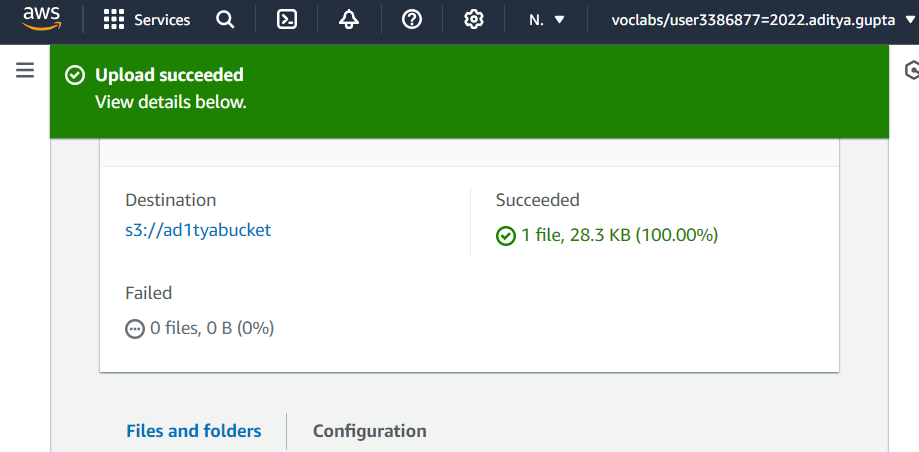 aws
Services
N.
voclabs/user3386877=2022.aditya.gupta
Upload succeeded
View details below.
Destination
s3://ad1tyabucket
Succeeded
1 file, 28.3 KB (100.00%)
Failed
0 files, 0 B (0%)
Files and folders
Configuration